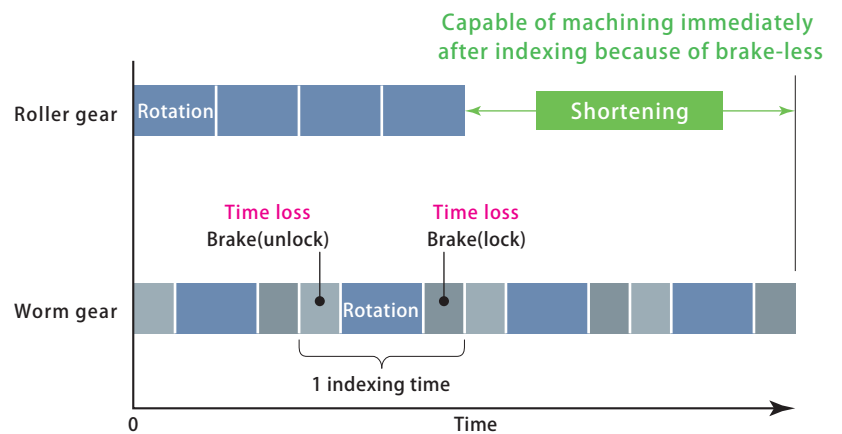 Capable of machining immediately
after indexing because of brake-less
Roller gear
Rotation
Shortening
Time loss
Brake(unlock)
Time loss
Brake(lock)
Worm gear
Rotation
1 indexing time
0
Time